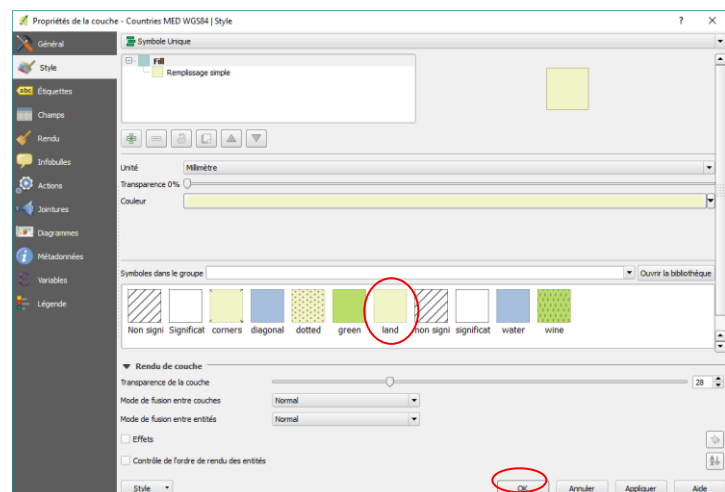 Propriétés de la couche - Countries MED WGS84 | Style
? ×
Général
Style
Étiquettes
Champs
Rendu
Infobulles
Actions
Jointures
Diagrammes
Métadonnées
Variables
Légende
Symbole Unique
Fill
Remplissage simple
Unité Milimètre
Transparence 0%
Couleur
Symboles dans le groupe Ouvrir la bibliothèque
Non signi Significat corners diagonal dotted green land non signi significat water wine
Rendu de couche
Transparence de la couche 28
Mode de fusion entre couches Normal
Mode de fusion entre entités Normal
Effets
Contrôle de l'ordre de rendu des entités
Style OK Annuler Appliquer Aide